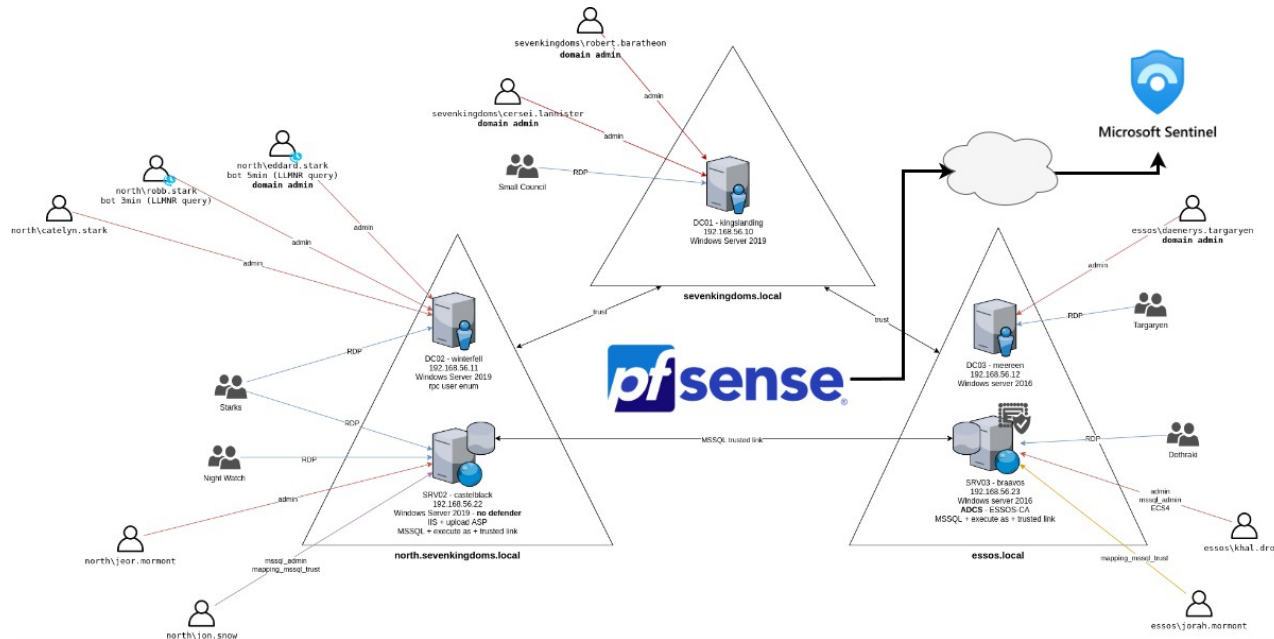 sevenkingdoms\robert.baratheon
domain admin
admin
sevenkingdoms\cersei.lannister
domain admin
admin
Small Council
RDP
DC01 - kingslanding
192.168.56.10
Windows Server 2019
sevenkingdoms.local
Microsoft Sentinel
north\eddard.stark
bot 5min (LLMNR query)
domain admin
admin
north\robb.stark
bot 3min (LLMNR query)
admin
north\catelyn.stark
admin
trust
trust
DC02 - winterfell
192.168.56.11
Windows Server 2019
rpc user enum
RDP
Starks
RDP
Night Watch
RDP
SRV02 - castelblack
192.168.56.22
Windows Server 2019 - no defender
IIS + upload ASP
MSSQL + execute as + trusted link
admin
north\jeor.mormont
mssql_admin
mapping_mssql_trust
north\jon.snow
north.sevenkingdoms.local
pfsense®
MSSQL trusted link
essos\daenerys.targaryen
domain admin
admin
RDP
Targaryen
DC03 - meereen
192.168.56.12
Windows server 2016
RDP
Dothraki
SRV03 - braavos
192.168.56.23
Windows server 2016
ADCS - ESSOS-CA
MSSQL + execute as + trusted link
admin
mssql_admin
ECS4
essos\khal.dro
mapping_mssql_trust
essos\jorah.mormont
essos.local